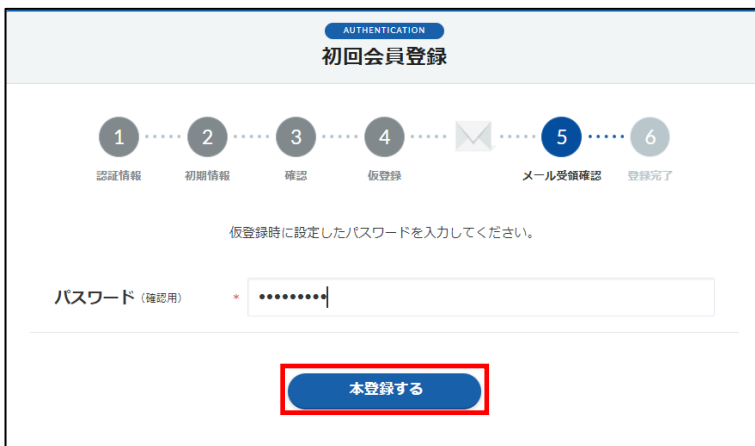 AUTHENTICATION
初回会員登録
1 2 3 4 5 6
認証情報 初期情報 確認 仮登録 メール受領確認 登録完了
仮登録時に設定したパスワードを入力してください。
パスワード（確認用） * •••••••••
本登録する